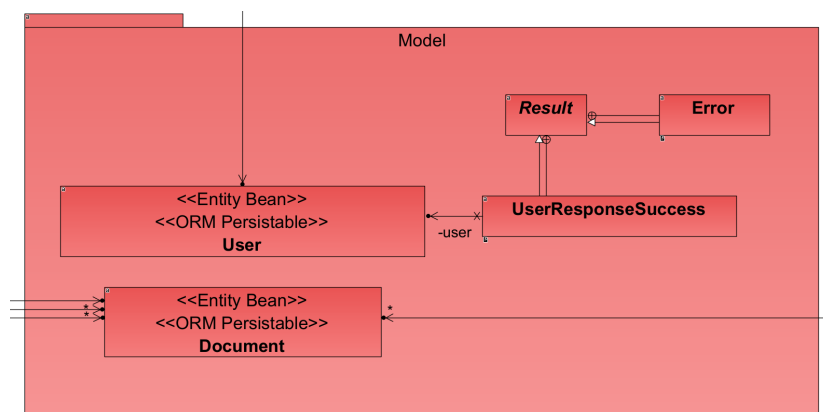 Model
Result
Error
<<Entity Bean>>
<<ORM Persistable>>
User
-user
UserResponseSuccess
<<Entity Bean>>
<<ORM Persistable>>
Document
*
*
*